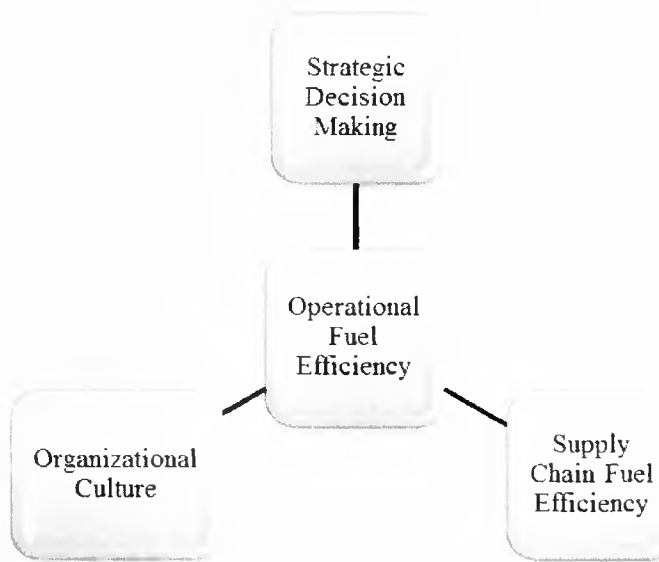 Strategic
Decision
Making
Operational
Fuel
Efficiency
Organizational
Culture
Supply
Chain Fuel
Efficiency